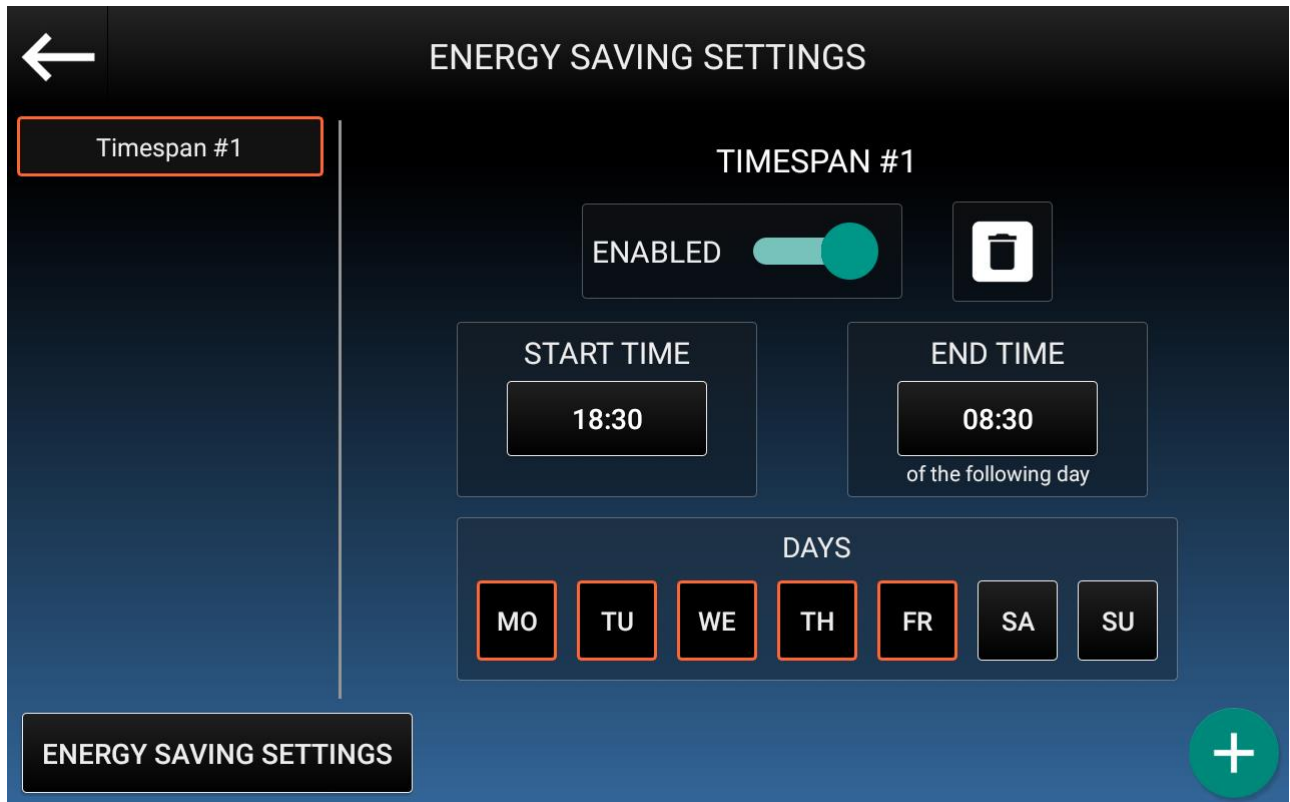 ENERGY SAVING SETTINGS
Timespan #1
TIMESPAN #1
ENABLED
START TIME
18:30
END TIME
08:30
of the following day
DAYS
MO TU WE TH FR SA SU
ENERGY SAVING SETTINGS